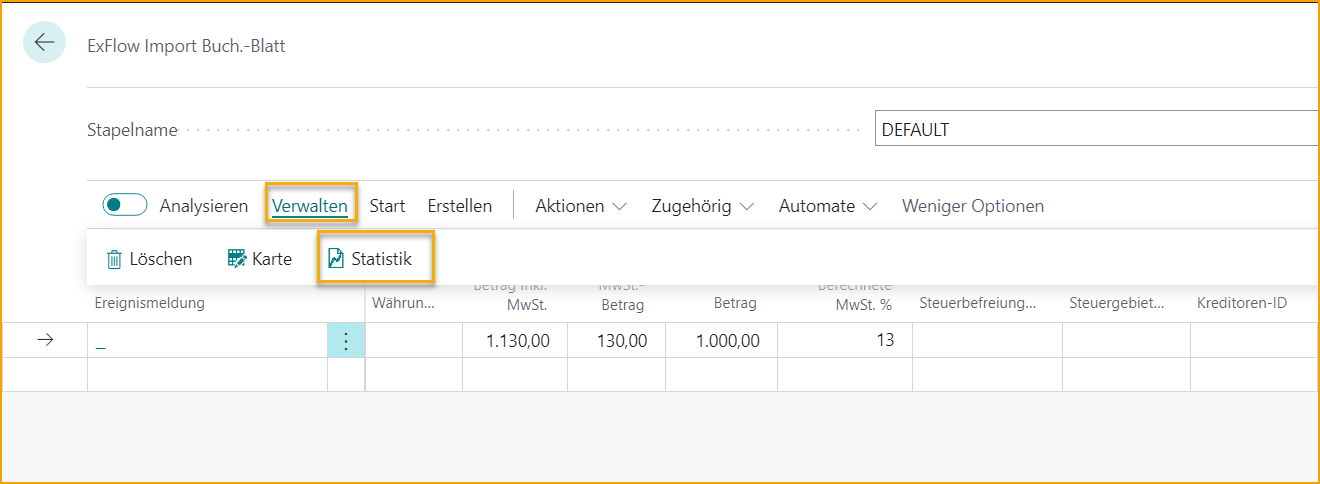 ExFlow Import Buch.-Blatt
Stapelname
DEFAULT
Analysieren Verwalten Start Erstellen Aktionen Zugehörig Automate Weniger Optionen
Löschen Karte Statistik
Betrag inkl. MwSt.- Berechnete
Ereignismeldung Währun... MwSt. Betrag Betrag MwSt. % Steuerbefreiung... Steuergebiet... Kreditoren-ID
_ 1.130,00 130,00 1.000,00 13